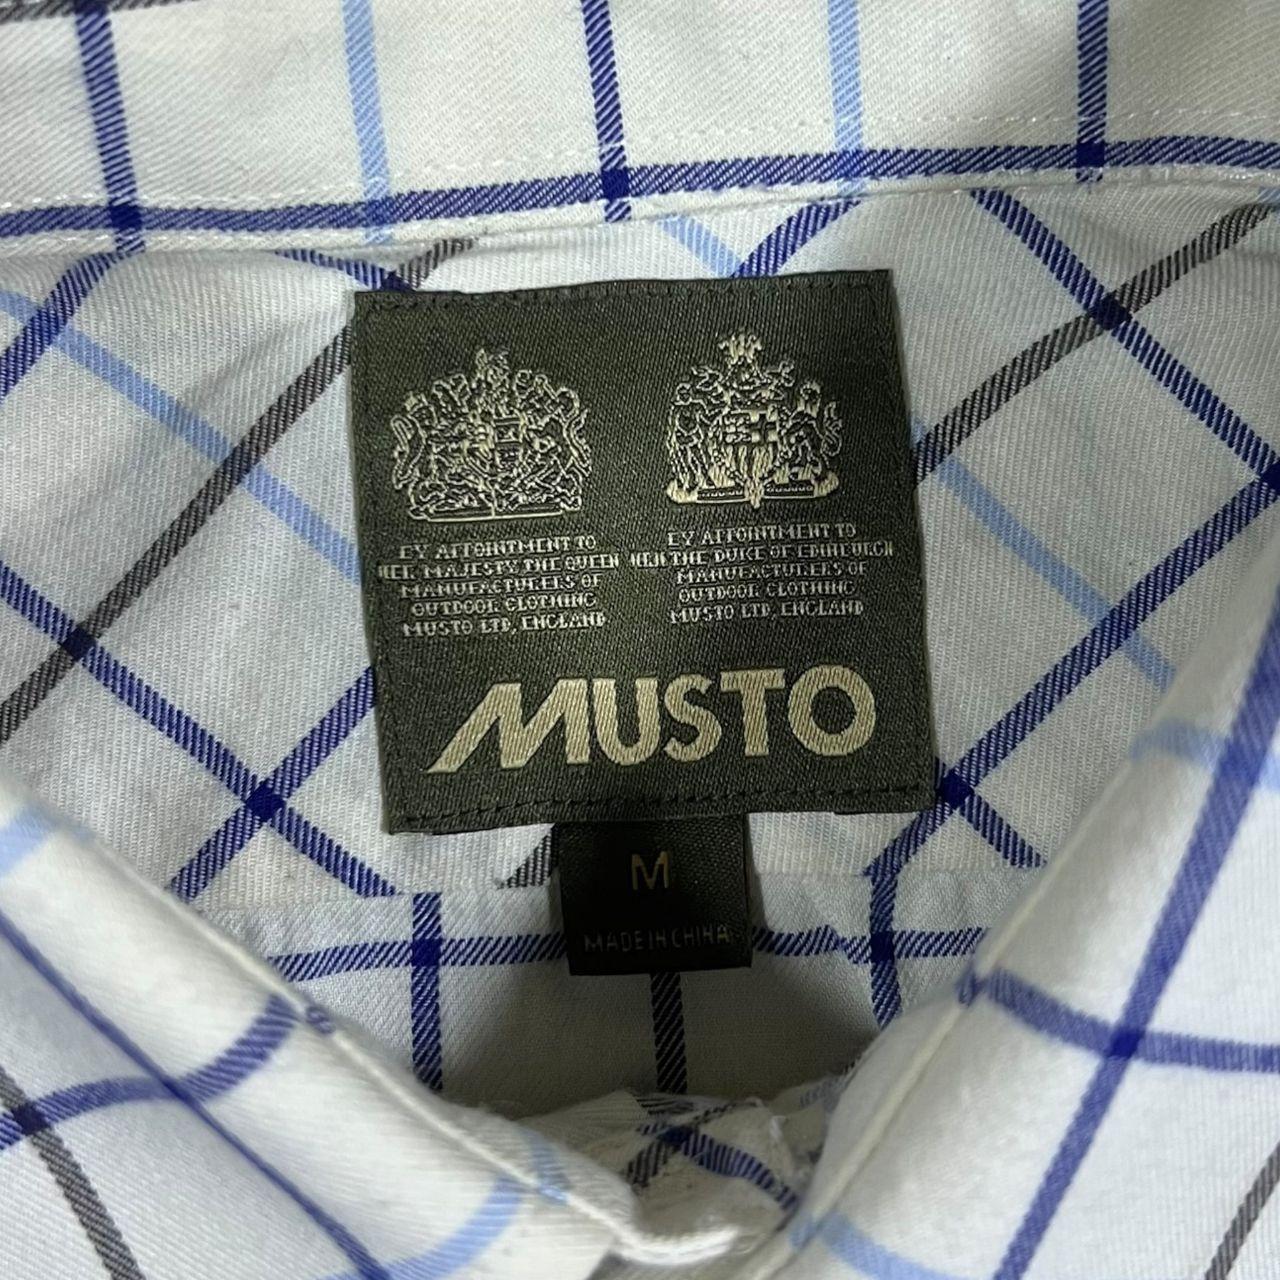 BY APPOINTMENT TO
HER MAJESTY THE QUEEN
MANUFACTURERS OF
OUTDOOR CLOTHING
MUSTO LTD, ENGLAND
BY APPOINTMENT TO
HRH THE DUKE OF EDINBURGH
MANUFACTURERS OF
OUTDOOR CLOTHING
MUSTO LTD, ENGLAND
MUSTO
M
MADE IN CHINA